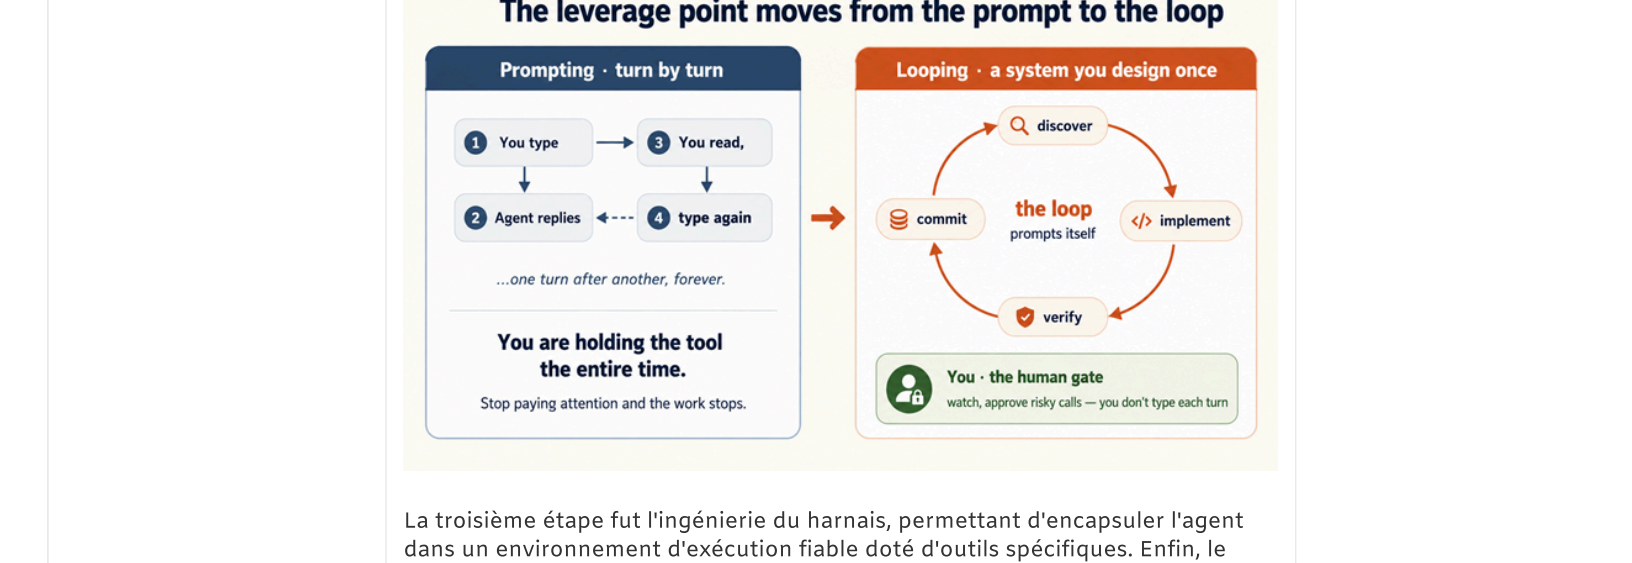 The leverage point moves from the prompt to the loop
Prompting · turn by turn
1 You type
3 You read,
2 Agent replies
4 type again
...one turn after another, forever.
You are holding the tool
the entire time.
Stop paying attention and the work stops.
Looping · a system you design once
discover
commit
the loop
prompts itself
</> implement
verify
You · the human gate
watch, approve risky calls — you don't type each turn
La troisième étape fut l'ingénierie du harnais, permettant d'encapsuler l'agent
dans un environnement d'exécution fiable doté d'outils spécifiques. Enfin, le